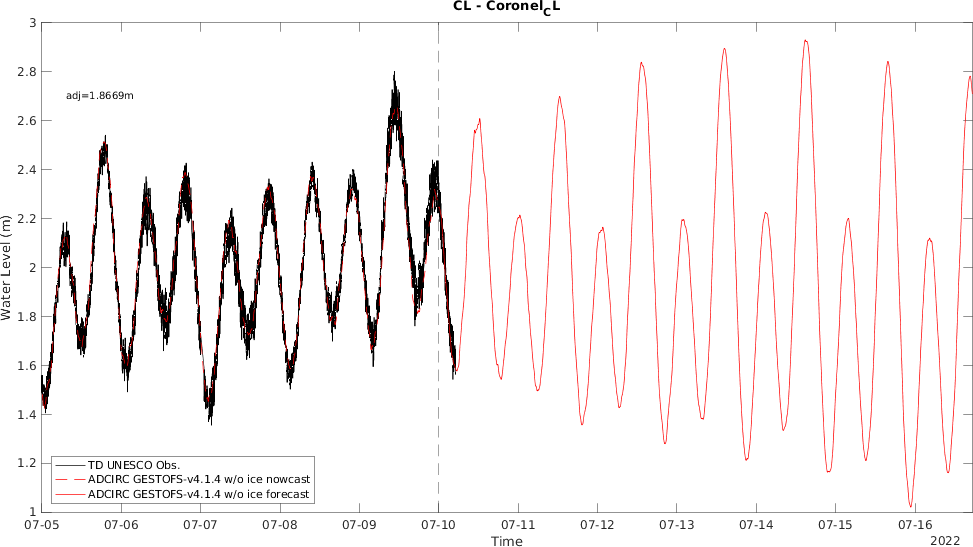 CL - Coronel_CL
adj=1.8669m
Water Level (m)
3
2.8
2.6
2.4
2.2
2
1.8
1.6
1.4
1.2
1
TD UNESCO Obs.
ADCIRC GESTOFS-v4.1.4 w/o ice nowcast
ADCIRC GESTOFS-v4.1.4 w/o ice forecast
07-05 07-06 07-07 07-08 07-09 07-10 07-11 07-12 07-13 07-14 07-15 07-16
Time
2022